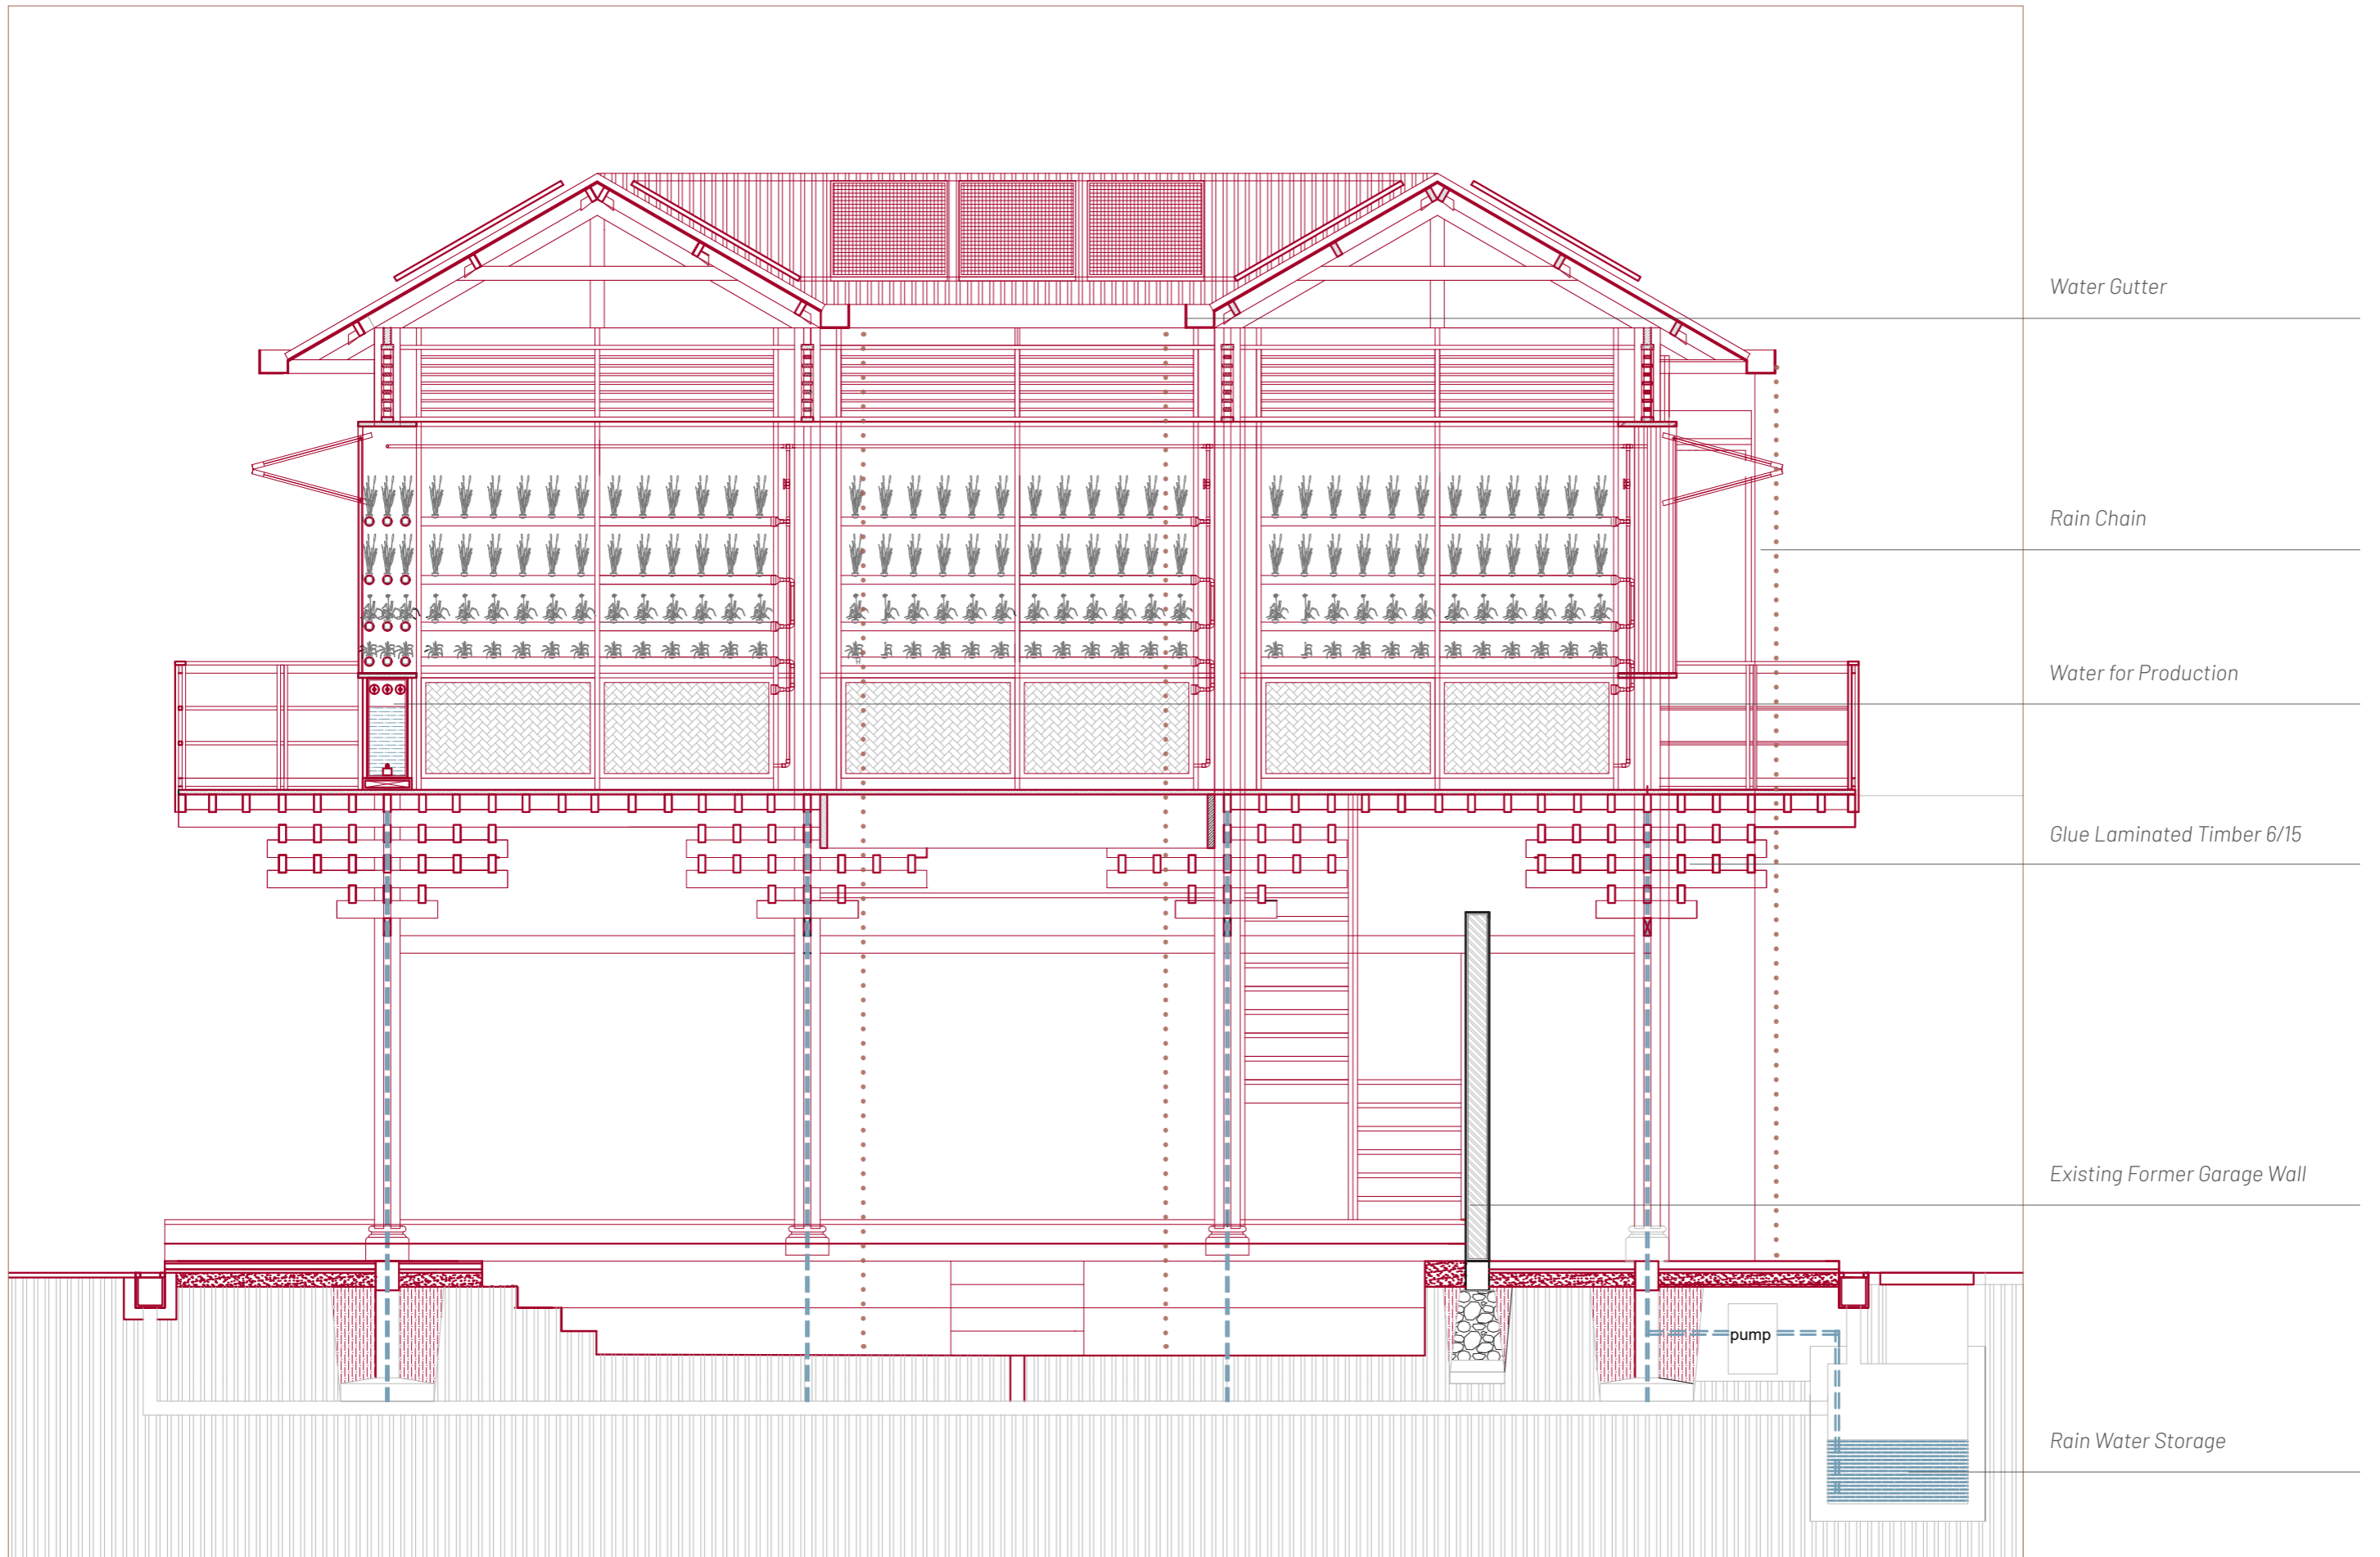 Water Gutter
Rain Chain
Water for Production
Glue Laminated Timber 6/15
Existing Former Garage Wall
pump
Rain Water Storage